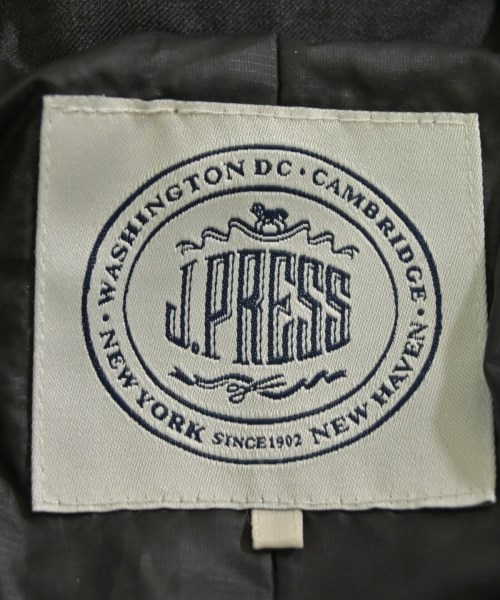 WASHINGTON DC · CAMBRIDGE ·
J.PRESS
· NEW YORK SINCE 1902 NEW HAVEN ·